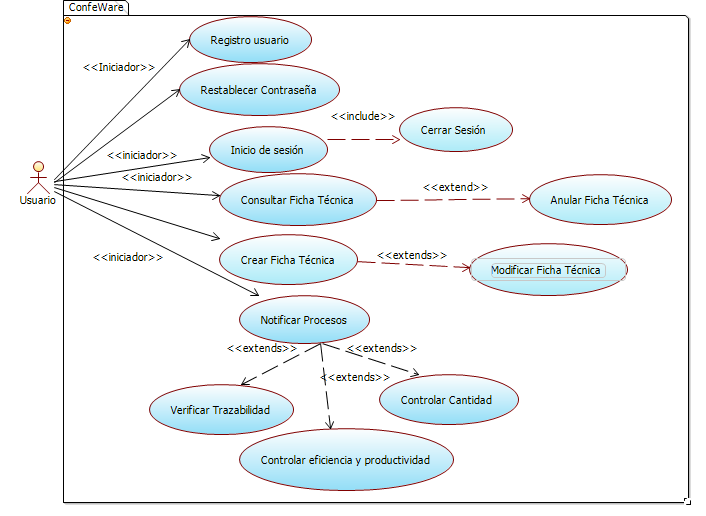 ConfeWare
Registro usuario
<<Iniciador>>
Restablecer Contraseña
<<include>>
Cerrar Sesión
Inicio de sesión
<<iniciador>>
<<iniciador>>
Usuario
Consultar Ficha Técnica
<<extend>>
Anular Ficha Técnica
<<iniciador>>
Crear Ficha Técnica
<<extends>>
Modificar Ficha Técnica
Notificar Procesos
<<extends>>
<<extends>>
<<extends>>
Verificar Trazabilidad
Controlar Cantidad
Controlar eficiencia y productividad